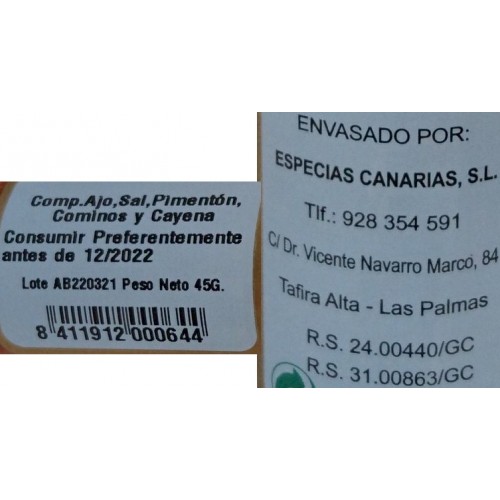 Comp.Ajo,Sal,Pimentón,
Cominos y Cayena
Consumir Preferentemente
antes de 12/2022
Lote AB220321 Peso Neto 45G.
8 411912 000644
ENVASADO POR:
ESPECIAS CANARIAS, S.L.
Tlf.: 928 354 591
C/ Dr. Vicente Navarro Marco, 84
Tafira Alta - Las Palmas
R.S. 24.00440/GC
R.S. 31.00863/GC